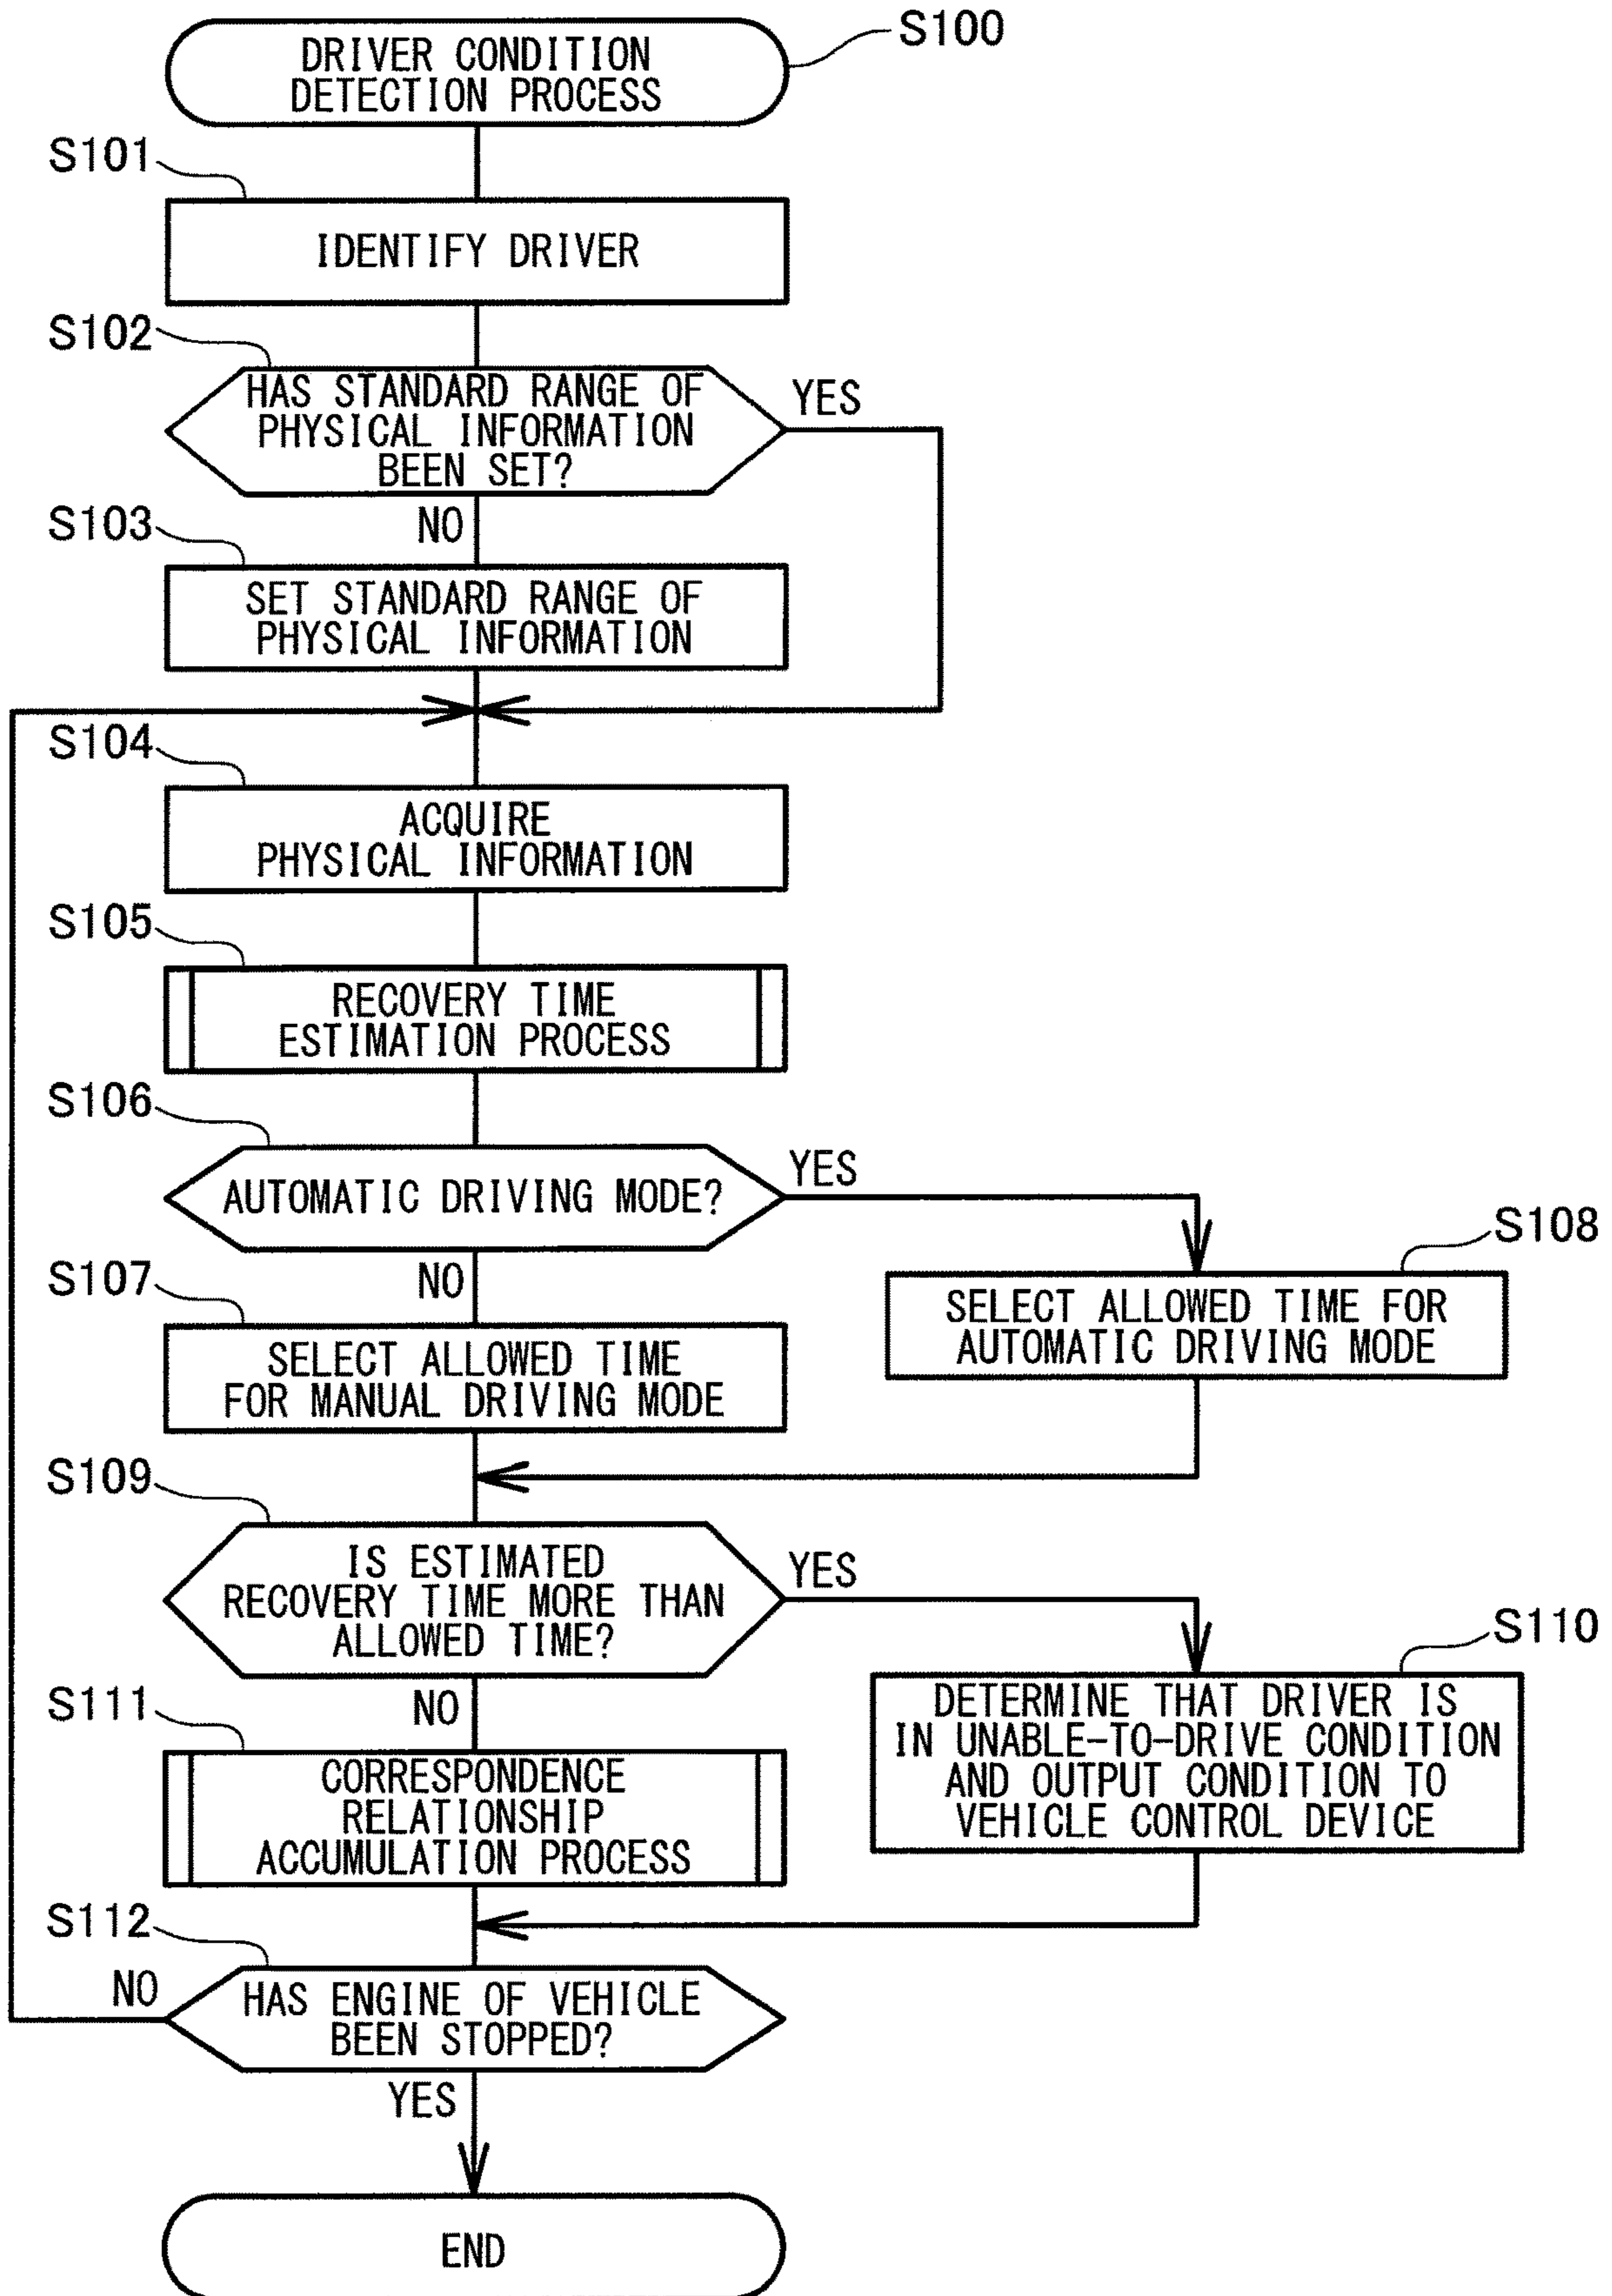 DRIVER CONDITION
DETECTION PROCESS
S100
S101
IDENTIFY DRIVER
S102
HAS STANDARD RANGE OF
PHYSICAL INFORMATION
BEEN SET?
YES
NO
S103
SET STANDARD RANGE OF
PHYSICAL INFORMATION
S104
ACQUIRE
PHYSICAL INFORMATION
S105
RECOVERY TIME
ESTIMATION PROCESS
S106
AUTOMATIC DRIVING MODE?
YES
NO
S107
SELECT ALLOWED TIME
FOR MANUAL DRIVING MODE
S108
SELECT ALLOWED TIME FOR
AUTOMATIC DRIVING MODE
S109
IS ESTIMATED
RECOVERY TIME MORE THAN
ALLOWED TIME?
YES
NO
S110
DETERMINE THAT DRIVER IS
IN UNABLE-TO-DRIVE CONDITION
AND OUTPUT CONDITION TO
VEHICLE CONTROL DEVICE
S111
CORRESPONDENCE
RELATIONSHIP
ACCUMULATION PROCESS
S112
HAS ENGINE OF VEHICLE
BEEN STOPPED?
NO
YES
END